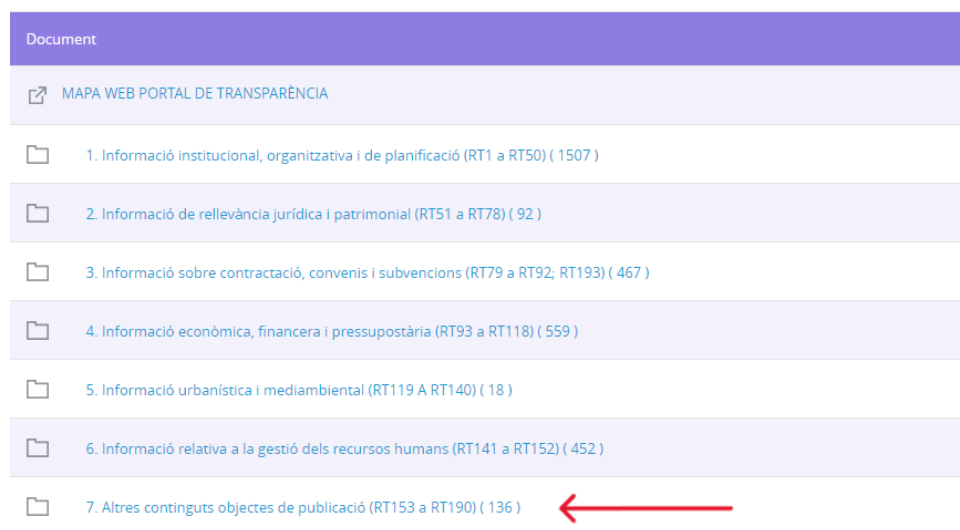 Document
MAPA WEB PORTAL DE TRANSPARÈNCIA
1. Informació institucional, organitzativa i de planificació (RT1 a RT50) ( 1507 )
2. Informació de rellevància jurídica i patrimonial (RT51 a RT78) ( 92 )
3. Informació sobre contractació, convenis i subvencions (RT79 a RT92; RT193) ( 467 )
4. Informació econòmica, financera i pressupostària (RT93 a RT118) ( 559 )
5. Informació urbanística i mediambiental (RT119 A RT140) ( 18 )
6. Informació relativa a la gestió dels recursos humans (RT141 a RT152) ( 452 )
7. Altres continguts objectes de publicació (RT153 a RT190) ( 136 )